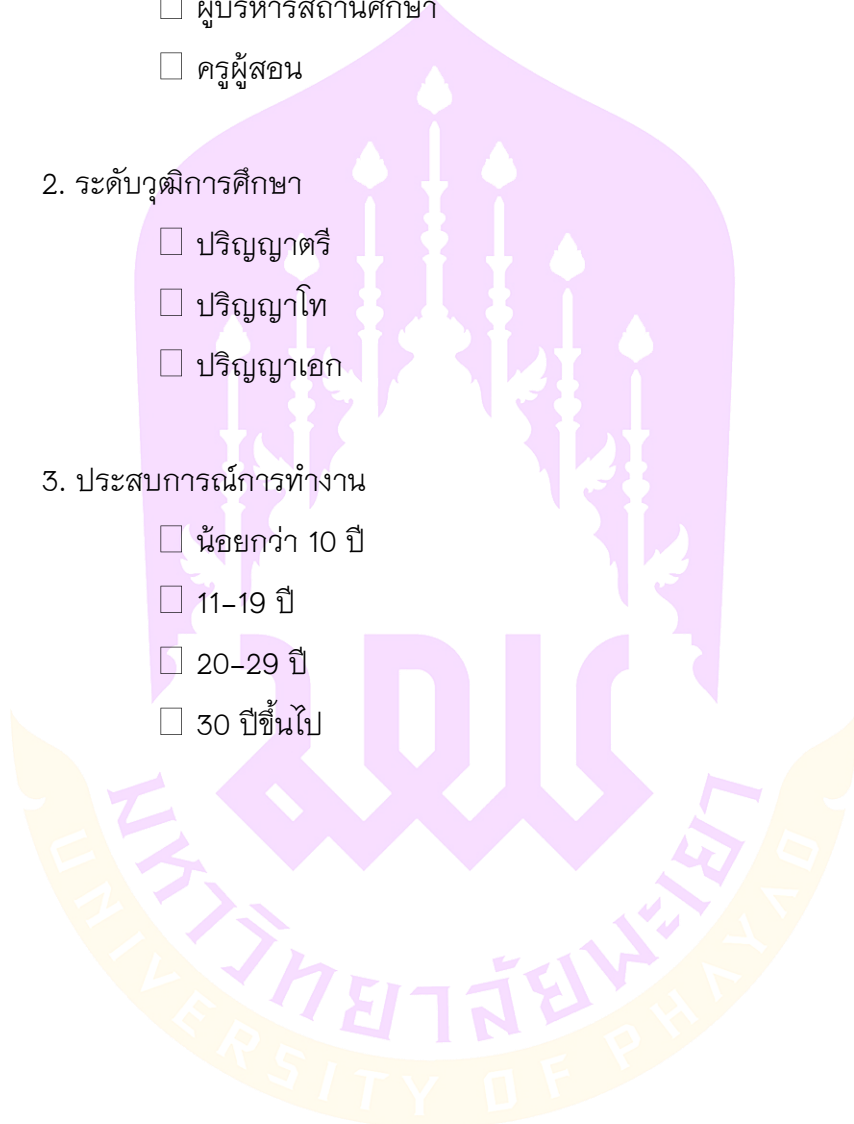 ☐ ผู้บริหารสถานศึกษา
☐ ครูผู้สอน
2. ระดับวุฒิการศึกษา
☐ ปริญญาตรี
☐ ปริญญาโท
☐ ปริญญาเอก
3. ประสบการณ์การทำงาน
☐ น้อยกว่า 10 ปี
☐ 11–19 ปี
☐ 20–29 ปี
☐ 30 ปีขึ้นไป
มหาวิทยาลัยพะเยา
UNIVERSITY OF PHAYAO